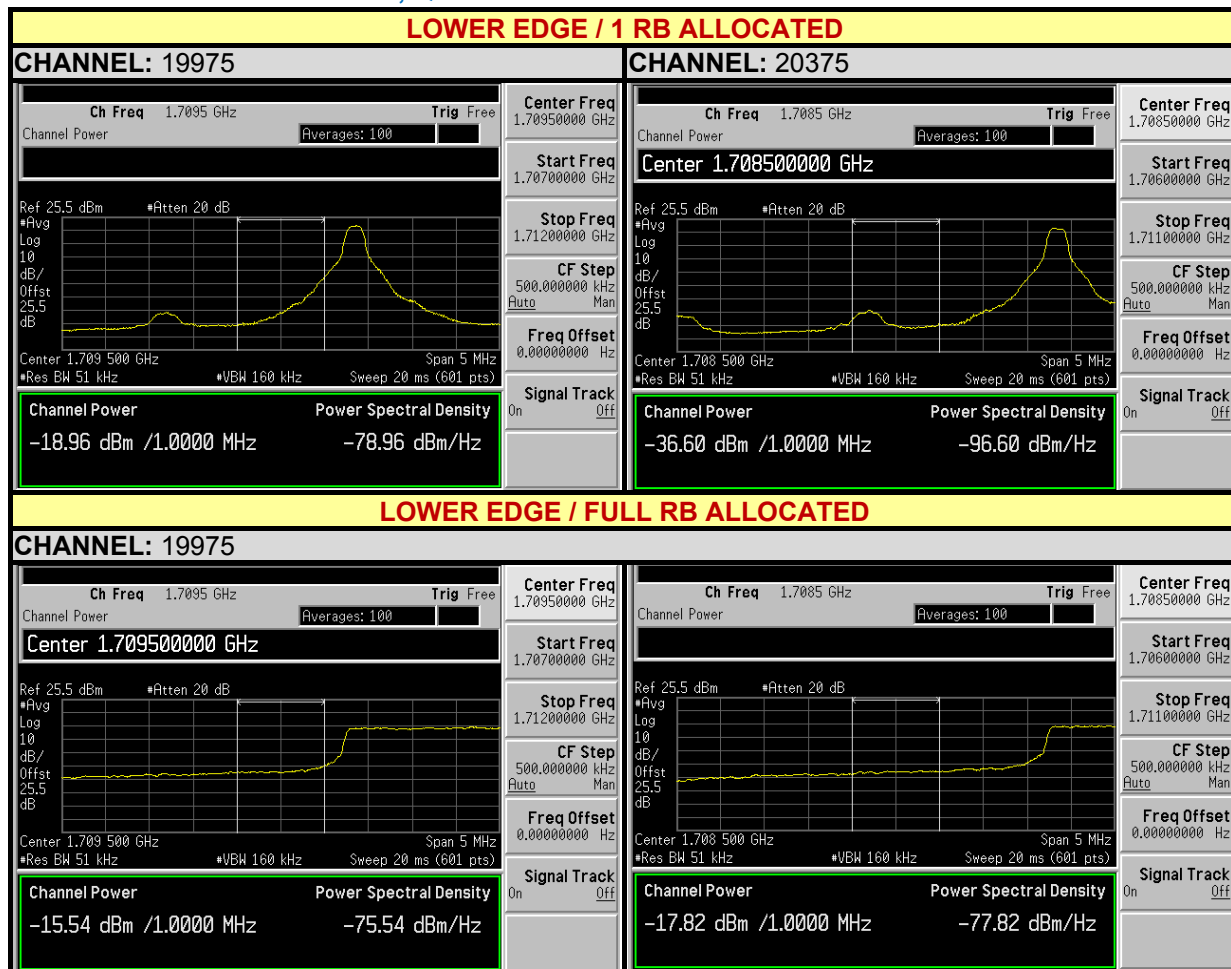 LOWER EDGE / 1 RB ALLOCATED
CHANNEL: 19975
CHANNEL: 20375
Ch Freq 1.7095 GHz Trig Free
Channel Power Averages: 100
Ref 25.5 dBm #Atten 20 dB
#Avg
Log
10
dB/
Offst
25.5
dB
Center 1.709 500 GHz Span 5 MHz
#Res BW 51 kHz #VBW 160 kHz Sweep 20 ms (601 pts)
Channel Power Power Spectral Density
-18.96 dBm /1.0000 MHz -78.96 dBm/Hz
Center Freq
1.70950000 GHz
Start Freq
1.70700000 GHz
Stop Freq
1.71200000 GHz
CF Step
500.000000 kHz
Auto Man
Freq Offset
0.00000000 Hz
Signal Track
On Off
Ch Freq 1.7085 GHz Trig Free
Channel Power Averages: 100
Center 1.708500000 GHz
Ref 25.5 dBm #Atten 20 dB
#Avg
Log
10
dB/
Offst
25.5
dB
Center 1.708 500 GHz Span 5 MHz
#Res BW 51 kHz #VBW 160 kHz Sweep 20 ms (601 pts)
Channel Power Power Spectral Density
-36.60 dBm /1.0000 MHz -96.60 dBm/Hz
Center Freq
1.70850000 GHz
Start Freq
1.70600000 GHz
Stop Freq
1.71100000 GHz
CF Step
500.000000 kHz
Auto Man
Freq Offset
0.00000000 Hz
Signal Track
On Off
LOWER EDGE / FULL RB ALLOCATED
CHANNEL: 19975
Ch Freq 1.7095 GHz Trig Free
Channel Power Averages: 100
Center 1.709500000 GHz
Ref 25.5 dBm #Atten 20 dB
#Avg
Log
10
dB/
Offst
25.5
dB
Center 1.709 500 GHz Span 5 MHz
#Res BW 51 kHz #VBW 160 kHz Sweep 20 ms (601 pts)
Channel Power Power Spectral Density
-15.54 dBm /1.0000 MHz -75.54 dBm/Hz
Center Freq
1.70950000 GHz
Start Freq
1.70700000 GHz
Stop Freq
1.71200000 GHz
CF Step
500.000000 kHz
Auto Man
Freq Offset
0.00000000 Hz
Signal Track
On Off
Ch Freq 1.7085 GHz Trig Free
Channel Power Averages: 100
Ref 25.5 dBm #Atten 20 dB
#Avg
Log
10
dB/
Offst
25.5
dB
Center 1.708 500 GHz Span 5 MHz
#Res BW 51 kHz #VBW 160 kHz Sweep 20 ms (601 pts)
Channel Power Power Spectral Density
-17.82 dBm /1.0000 MHz -77.82 dBm/Hz
Center Freq
1.70850000 GHz
Start Freq
1.70600000 GHz
Stop Freq
1.71100000 GHz
CF Step
500.000000 kHz
Auto Man
Freq Offset
0.00000000 Hz
Signal Track
On Off